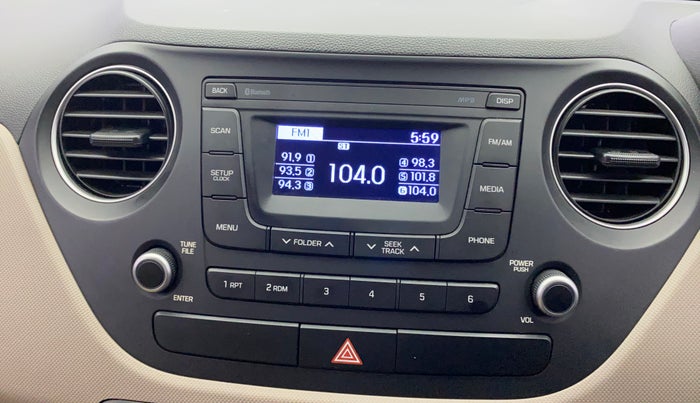 BACK
Bluetooth
MP3
DISP
SCAN
FM1
5:59
FM/AM
ST
91.9 1
4 98.3
93.5 2
104.0
5 101.8
94.3 3
6 104.0
SETUP
CLOCK
MEDIA
MENU
FOLDER
SEEK
TRACK
PHONE
TUNE
FILE
POWER
PUSH
1 RPT
2 RDM
3
4
5
6
ENTER
VOL